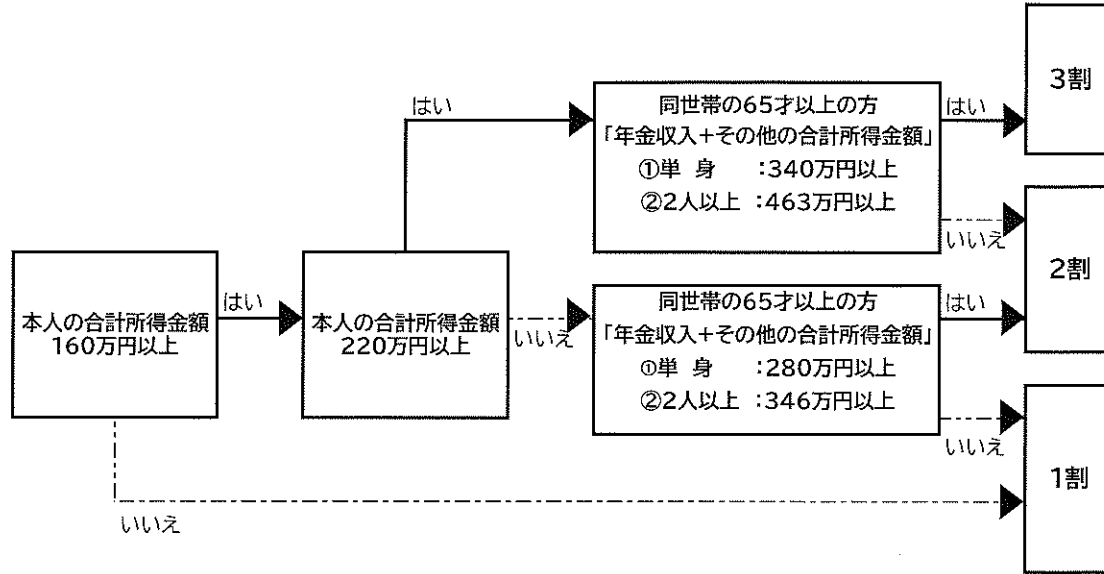 本人の合計所得金額
160万円以上
はい
いいえ
本人の合計所得金額
220万円以上
はい
いいえ
同世帯の65才以上の方
「年金収入+その他の合計所得金額」
①単 身 :340万円以上
②2人以上 :463万円以上
はい
いいえ
同世帯の65才以上の方
「年金収入+その他の合計所得金額」
①単 身 :280万円以上
②2人以上 :346万円以上
はい
いいえ
3割
2割
1割